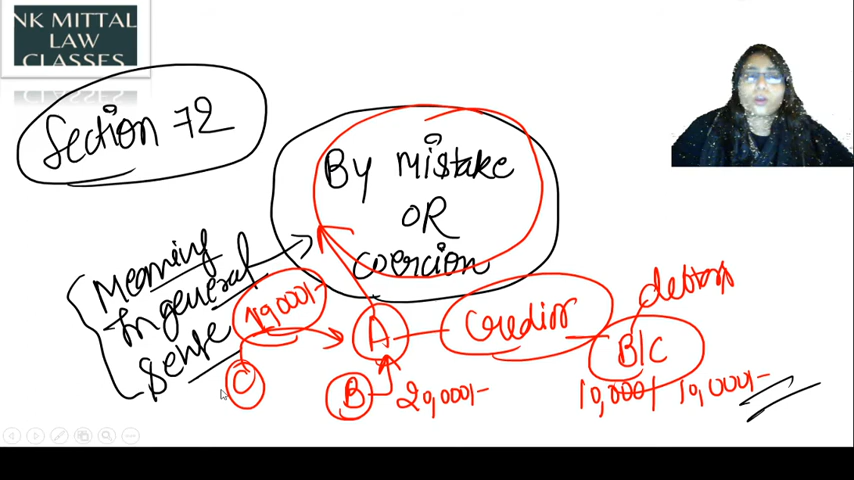 NK MITTAL
LAW
CLASSES
Section 72
By mistake
OR
coercion
Meaning
In general
Sense
10,000/-
A
Creditor
debtors
B/C
10,000/- 10,000/-
C
B
20,000/-